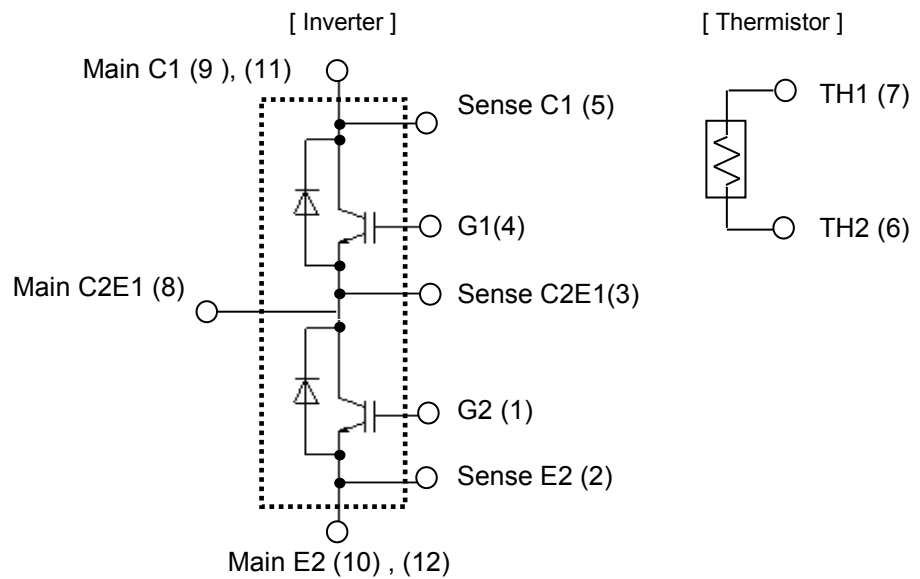 [ Inverter ]
[ Thermistor ]
Main C1 (9 ) , (11)
Sense C1 (5)
TH1 (7)
G1(4)
TH2 (6)
Main C2E1 (8)
Sense C2E1(3)
G2 (1)
Sense E2 (2)
Main E2 (10) , (12)